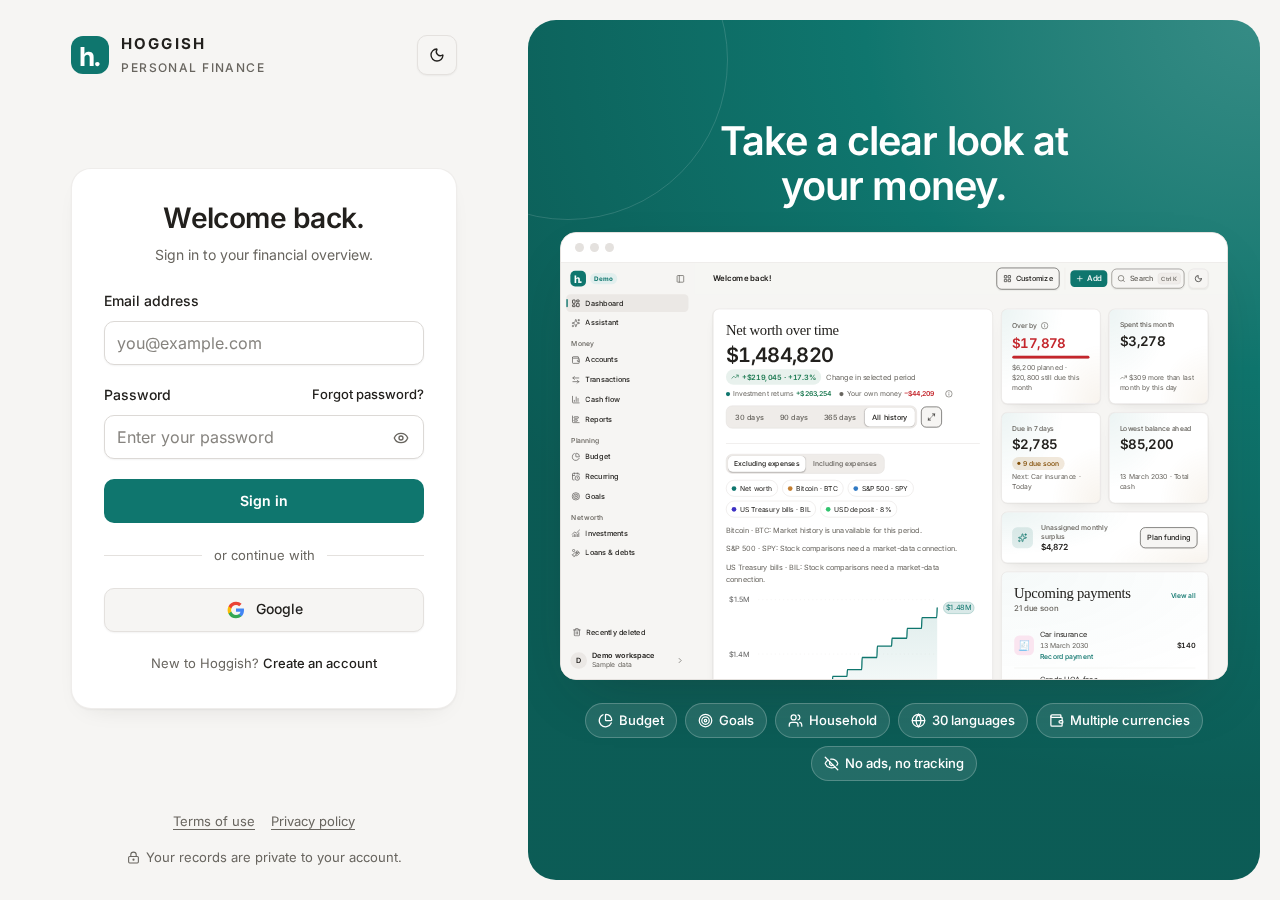 h.
HOGGISH
PERSONAL FINANCE
Welcome back.
Sign in to your financial overview.
Email address
you@example.com
Password
Forgot password?
Enter your password
Sign in
or continue with
Google
New to Hoggish? Create an account
Terms of use
Privacy policy
Your records are private to your account.
Take a clear look at
your money.
h.
Demo
Dashboard
Assistant
Money
Accounts
Transactions
Cash flow
Reports
Planning
Budget
Recurring
Goals
Net worth
Investments
Loans & debts
Recently deleted
D
Demo workspace
Sample data
Welcome back!
Customize
Add
Search
Ctrl K
Net worth over time
$1,484,820
+$219,045 · +17.3%
Change in selected period
Investment returns +$263,254
Your own money −$44,209
30 days
90 days
365 days
All history
Excluding expenses
Including expenses
Net worth
Bitcoin · BTC
S&P 500 · SPY
US Treasury bills · BIL
USD deposit · 8%
Bitcoin · BTC: Market history is unavailable for this period.
S&P 500 · SPY: Stock comparisons need a market-data connection.
US Treasury bills · BIL: Stock comparisons need a market-data
connection.
$1.5M
$1.48M
$1.4M
Over by
$17,878
$6,200 planned ·
$20,800 still due this
month
Spent this month
$3,278
$309 more than last
month by this day
Due in 7 days
$2,785
9 due soon
Next: Car insurance ·
Today
Lowest balance ahead
$85,200
13 March 2030 · Total
cash
Unassigned monthly
surplus
$4,872
Plan funding
Upcoming payments
View all
21 due soon
Car insurance
13 March 2030
Record payment
$140
Budget
Goals
Household
30 languages
Multiple currencies
No ads, no tracking